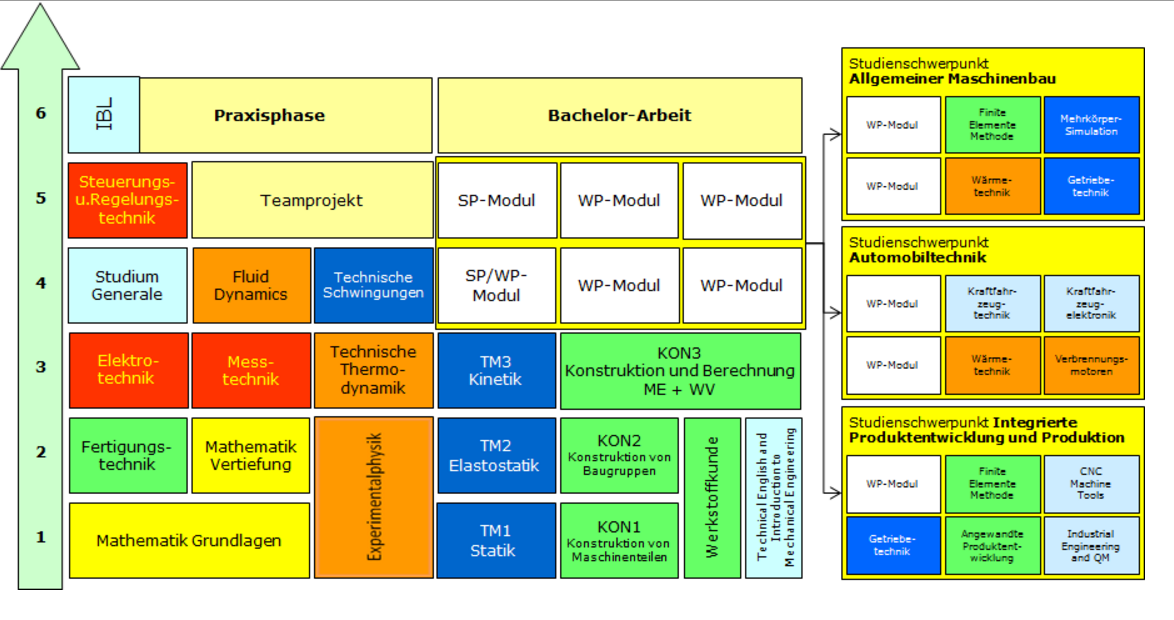 6
IBL
Praxisphase
Bachelor-Arbeit
5
Steuerungs-
u.Regelungs-
technik
Teamprojekt
SP-Modul
WP-Modul
WP-Modul
4
Studium
Generale
Fluid
Dynamics
Technische
Schwingungen
SP/WP-
Modul
WP-Modul
WP-Modul
3
Elektro-
technik
Mess-
technik
Technische
Thermo-
dynamik
TM3
Kinetik
KON3
Konstruktion und Berechnung
ME + WV
2
Fertigungs-
technik
Mathematik
Vertiefung
Experimentalphysik
TM2
Elastostatik
KON2
Konstruktion von
Baugruppen
Werkstoffkunde
Technical English and
Introduction to
Mechanical Engineering
1
Mathematik Grundlagen
TM1
Statik
KON1
Konstruktion von
Maschinenteilen
Studienschwerpunkt
Allgemeiner Maschinenbau
WP-Modul
Finite
Elemente
Methode
Mehrkörper-
Simulation
WP-Modul
Wärme-
technik
Getriebe-
technik
Studienschwerpunkt
Automobiltechnik
WP-Modul
Kraftfahr-
zeug-
technik
Kraftfahr-
zeug-
elektronik
WP-Modul
Wärme-
technik
Verbrennungs-
motoren
Studienschwerpunkt Integrierte
Produktentwicklung und Produktion
WP-Modul
Finite
Elemente
Methode
CNC
Machine
Tools
Getriebe-
technik
Angewandte
Produktent-
wicklung
Industrial
Engineering
and QM